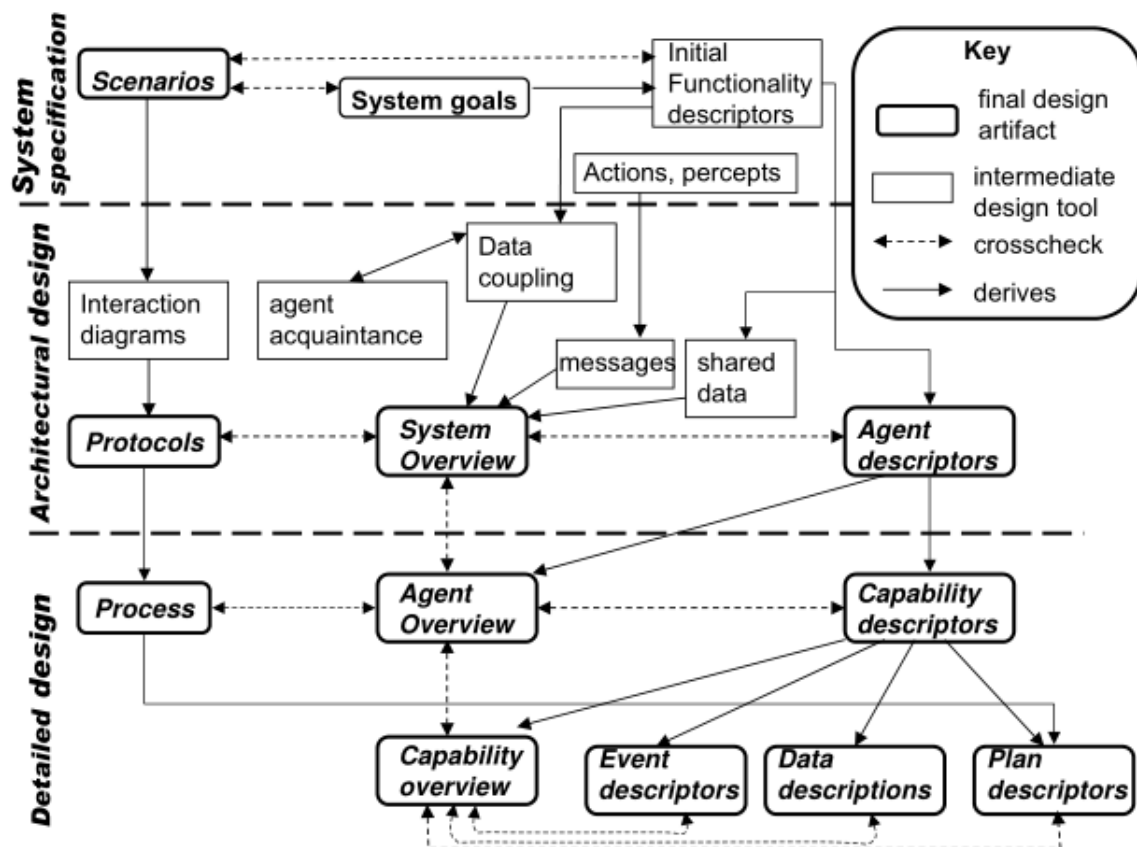 System
specification
Scenarios
System goals
Initial
Functionality
descriptors
Actions, percepts
Key
final design
artifact
intermediate
design tool
crosscheck
derives
Architectural design
Interaction
diagrams
agent
acquaintance
Data
coupling
messages
shared
data
Protocols
System
Overview
Agent
descriptors
Detailed design
Process
Agent
Overview
Capability
descriptors
Capability
overview
Event
descriptors
Data
descriptions
Plan
descriptors